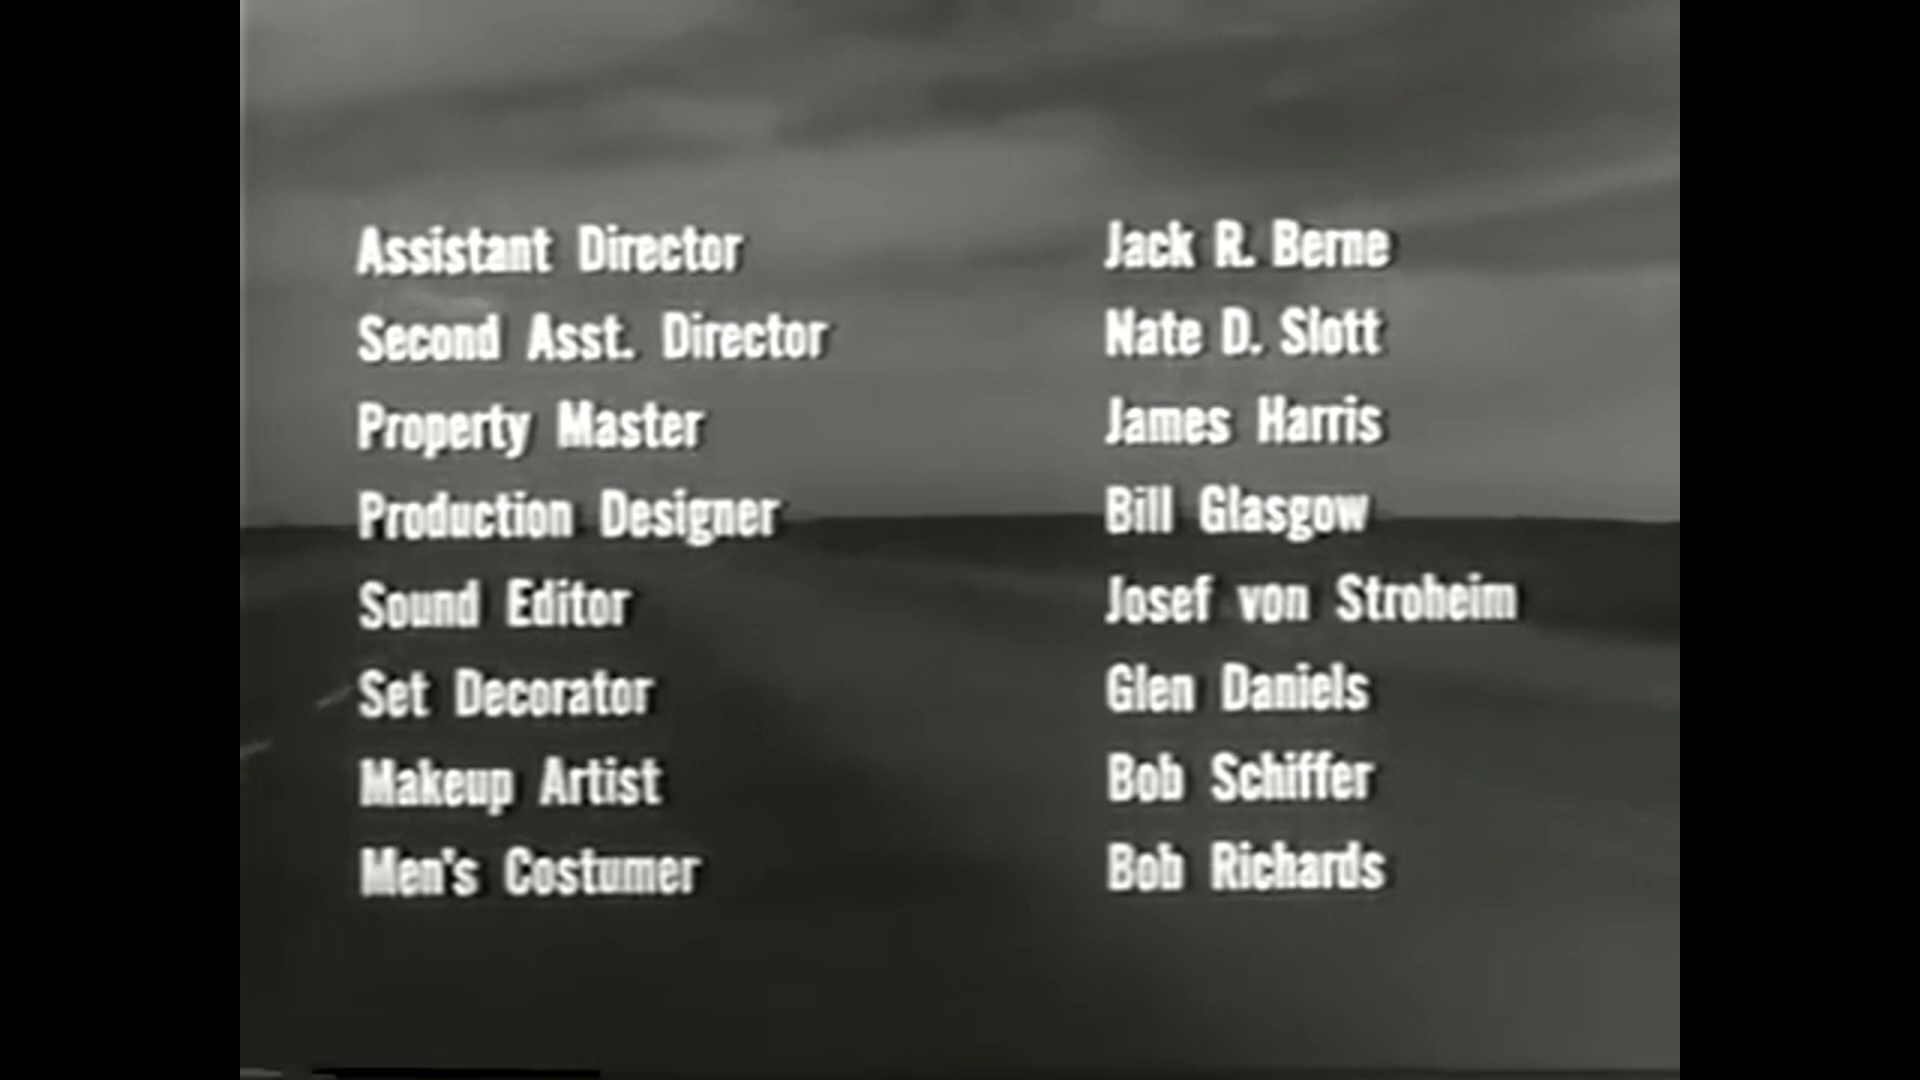 Assistant Director Jack R. Berne
Second Asst. Director Nate D. Slott
Property Master James Harris
Production Designer Bill Glasgow
Sound Editor Josef von Stroheim
Set Decorator Glen Daniels
Makeup Artist Bob Schiffer
Men's Costumer Bob Richards